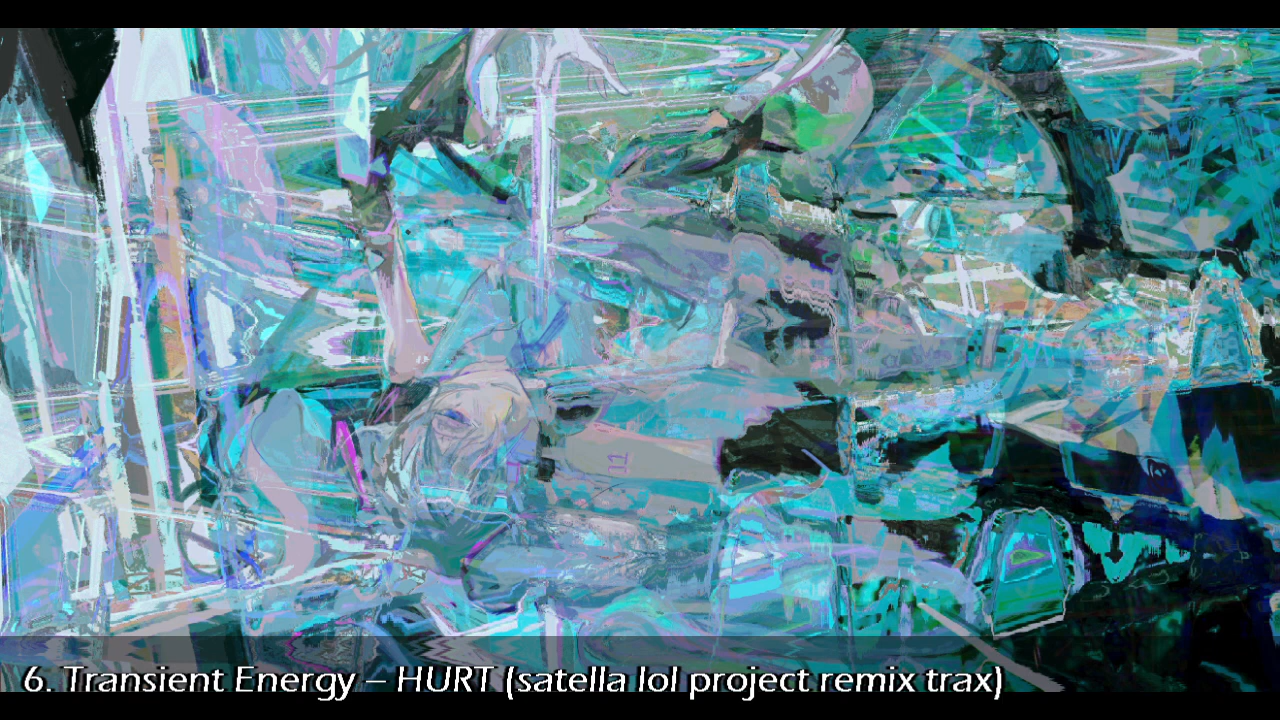 6. Transient Energy – HURT (satella lol project remix trax)